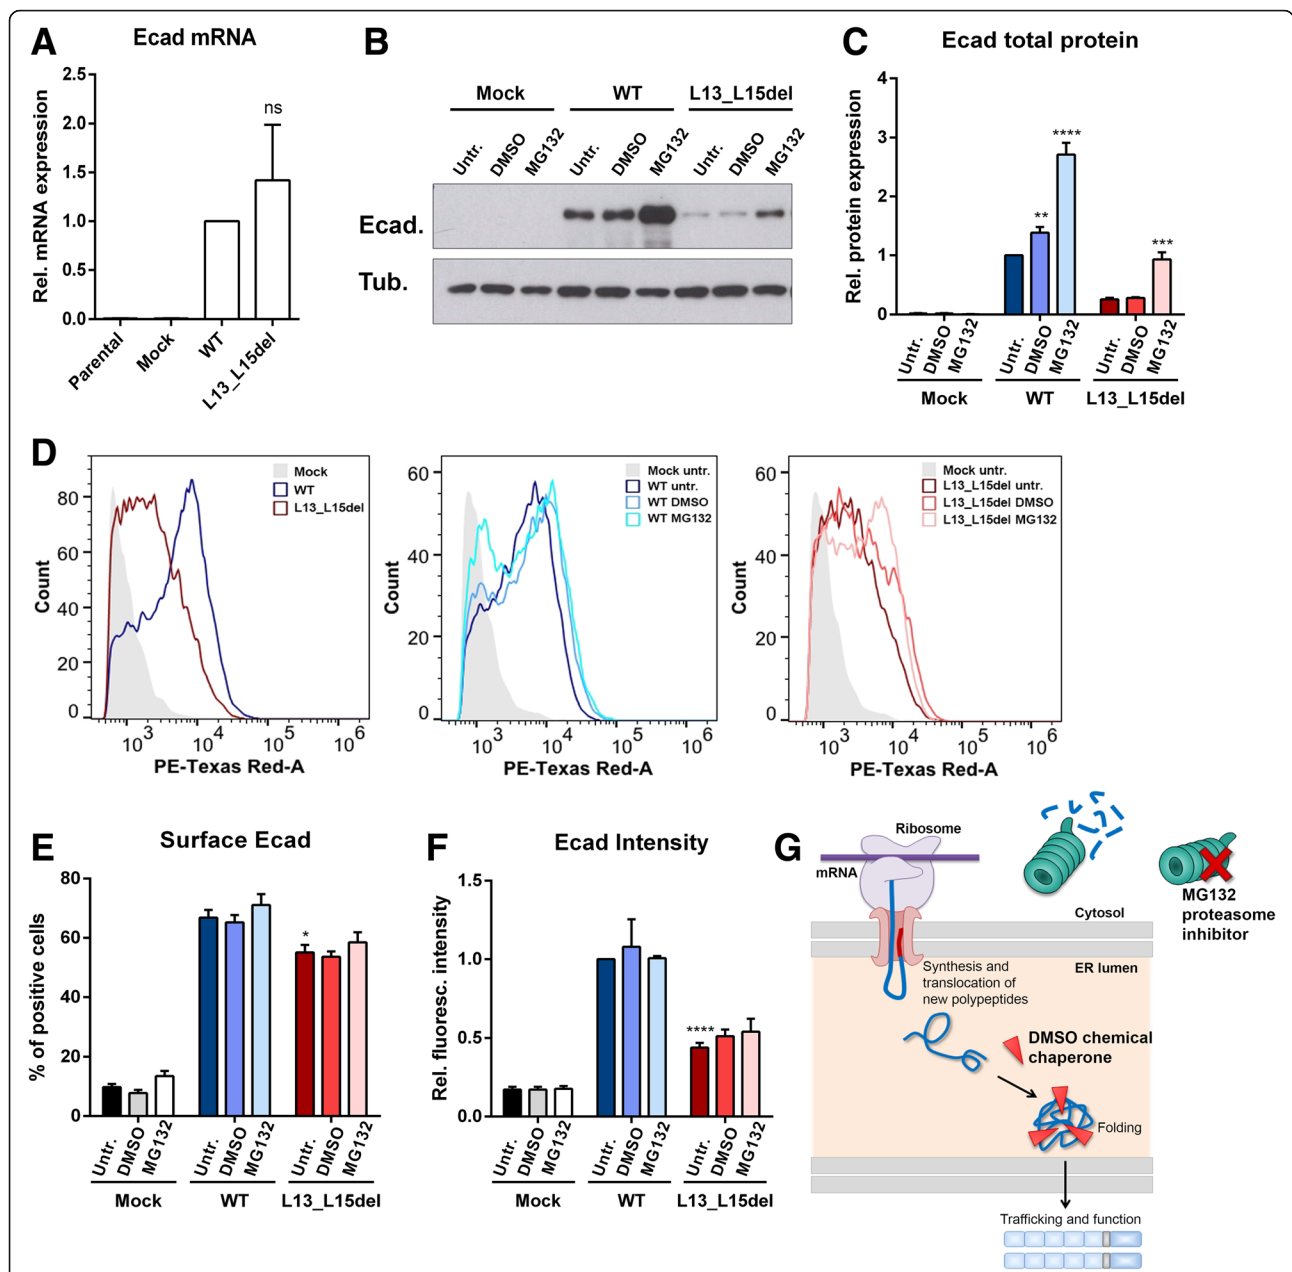 A
Ecad mRNA
Rel. mRNA expression
2.5
2.0
1.5
1.0
0.5
0.0
ns
Parental
Mock
WT
L13_L15del
B
Mock
WT
L13_L15del
Untr.
DMSO
MG132
Untr.
DMSO
MG132
Untr.
DMSO
MG132
Ecad.
Tub.
C
Ecad total protein
Rel. protein expression
4
3
2
1
0
**
****
***
Untr.
DMSO
MG132
Untr.
DMSO
MG132
Untr.
DMSO
MG132
Mock
WT
L13_L15del
D
Count
80
60
40
20
0
Mock
WT
L13_L15del
10^3
10^4
10^5
10^6
PE-Texas Red-A
Count
60
40
20
0
Mock untr.
WT untr.
WT DMSO
WT MG132
10^3
10^4
10^5
10^6
PE-Texas Red-A
Count
60
40
20
0
Mock untr.
L13_L15del untr.
L13_L15del DMSO
L13_L15del MG132
10^3
10^4
10^5
10^6
PE-Texas Red-A
E
Surface Ecad
% of positive cells
80
60
40
20
0
*
Untr.
DMSO
MG132
Untr.
DMSO
MG132
Untr.
DMSO
MG132
Mock
WT
L13_L15del
F
Ecad Intensity
Rel. fluoresc. intensity
1.5
1.0
0.5
0.0
****
Untr.
DMSO
MG132
Untr.
DMSO
MG132
Untr.
DMSO
MG132
Mock
WT
L13_L15del
G
Ribosome
mRNA
Cytosol
MG132
proteasome
inhibitor
ER lumen
Synthesis and
translocation of
new polypeptides
DMSO chemical
chaperone
Folding
Trafficking and function